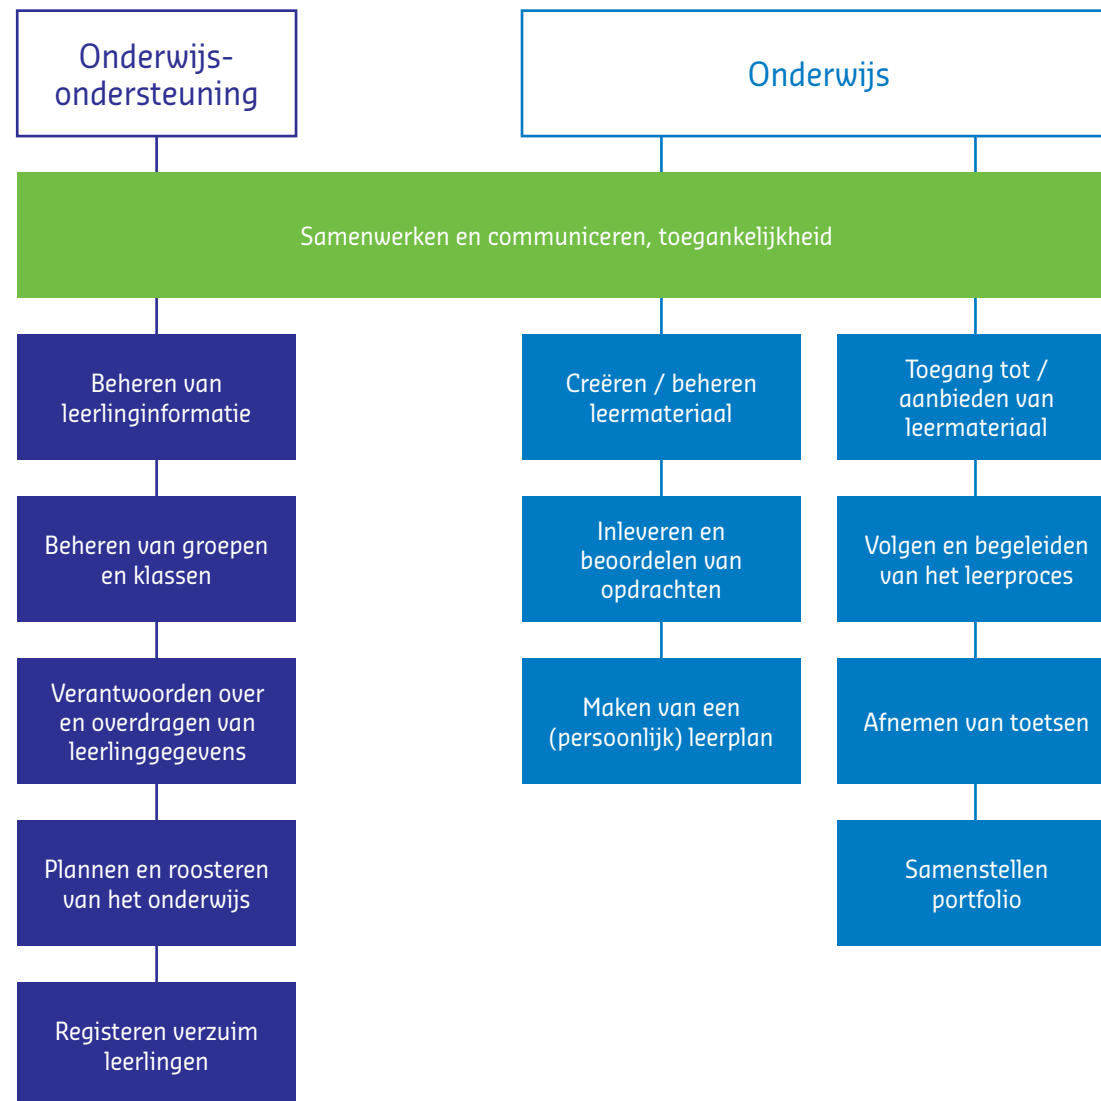 Onderwijs-
ondersteuning
Onderwijs
Samenwerken en communiceren, toegankelijkheid
Beheren van
leerlinginformatie
Creëren / beheren
leermateriaal
Toegang tot /
aanbieden van
leermateriaal
Beheren van groepen
en klassen
Inleveren en
beoordelen van
opdrachten
Volgen en begeleiden
van het leerproces
Verantwoorden over
en overdragen van
leerlinggegevens
Maken van een
(persoonlijk) leerplan
Afnemen van toetsen
Plannen en roosteren
van het onderwijs
Samenstellen
portfolio
Registeren verzuim
leerlingen